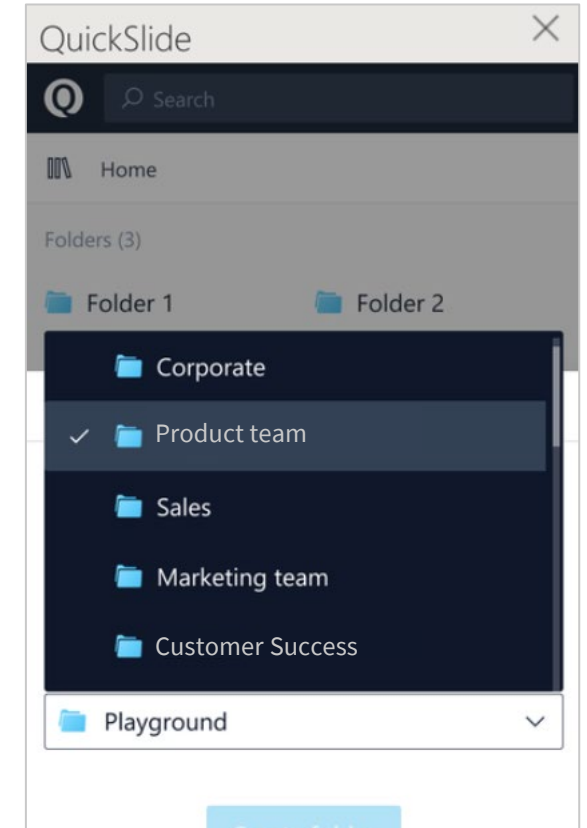 QuickSlide
Search
Home
Folders (3)
Folder 1 Folder 2
Corporate
Product team
Sales
Marketing team
Customer Success
Playground